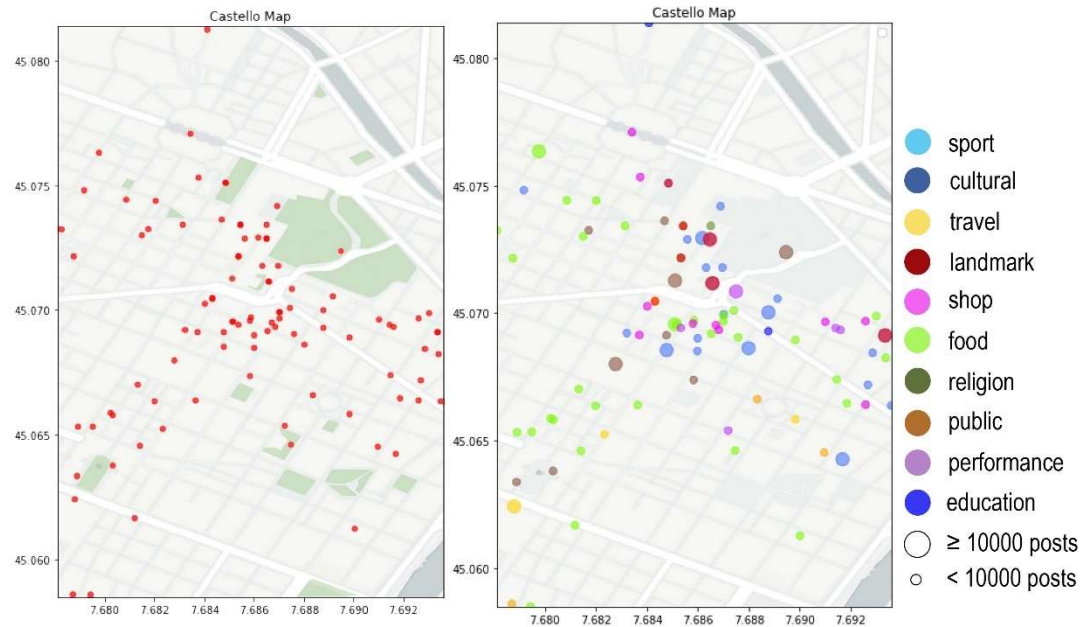 Castello Map
45.080
45.075
45.070
45.065
45.060
7.680 7.682 7.684 7.686 7.688 7.690 7.692
Castello Map
45.080
45.075
45.070
45.065
45.060
7.680 7.682 7.684 7.686 7.688 7.690 7.692
sport
cultural
travel
landmark
shop
food
religion
public
performance
education
≥ 10000 posts
< 10000 posts